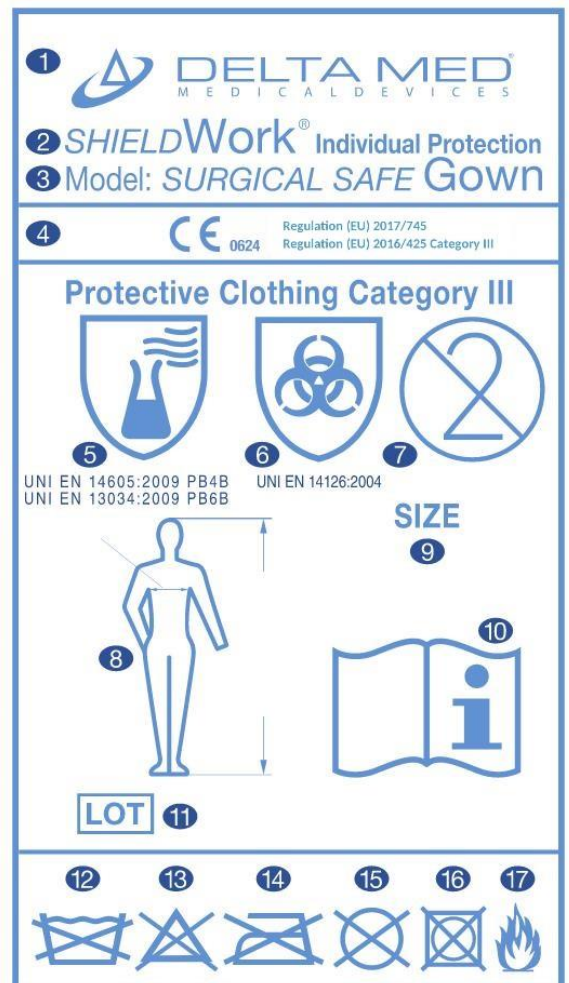 1
DELTA MED®
MEDICALDEVICES
2 SHIELDWork® Individual Protection
3 Model: SURGICAL SAFE Gown
4 CE 0624 Regulation (EU) 2017/745
Regulation (EU) 2016/425 Category III
Protective Clothing Category III
2
5 6 7
UNI EN 14605:2009 PB4B UNI EN 14126:2004
UNI EN 13034:2009 PB6B
SIZE
9
10
8
i
LOT 11
12 13 14 15 16 17